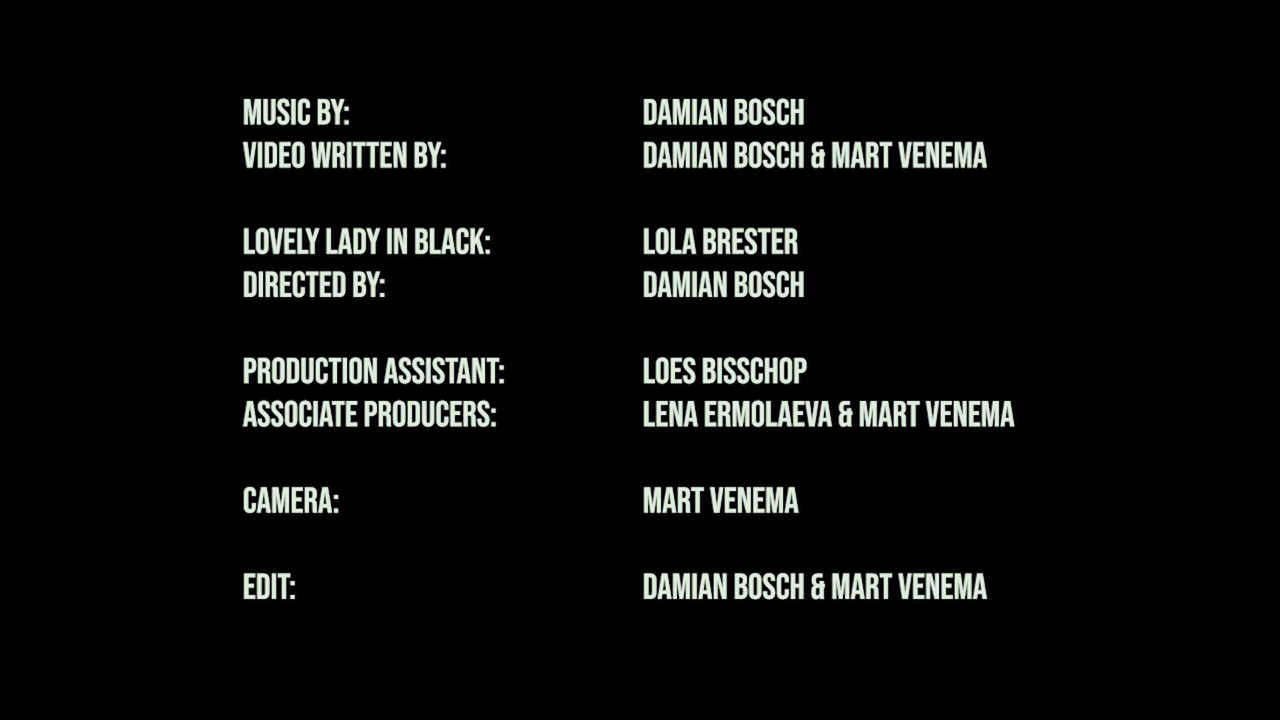 MUSIC BY: DAMIAN BOSCH
VIDEO WRITTEN BY: DAMIAN BOSCH & MART VENEMA
LOVELY LADY IN BLACK: LOLA BRESTER
DIRECTED BY: DAMIAN BOSCH
PRODUCTION ASSISTANT: LOES BISSCHOP
ASSOCIATE PRODUCERS: LENA ERMOLAEVA & MART VENEMA
CAMERA: MART VENEMA
EDIT: DAMIAN BOSCH & MART VENEMA